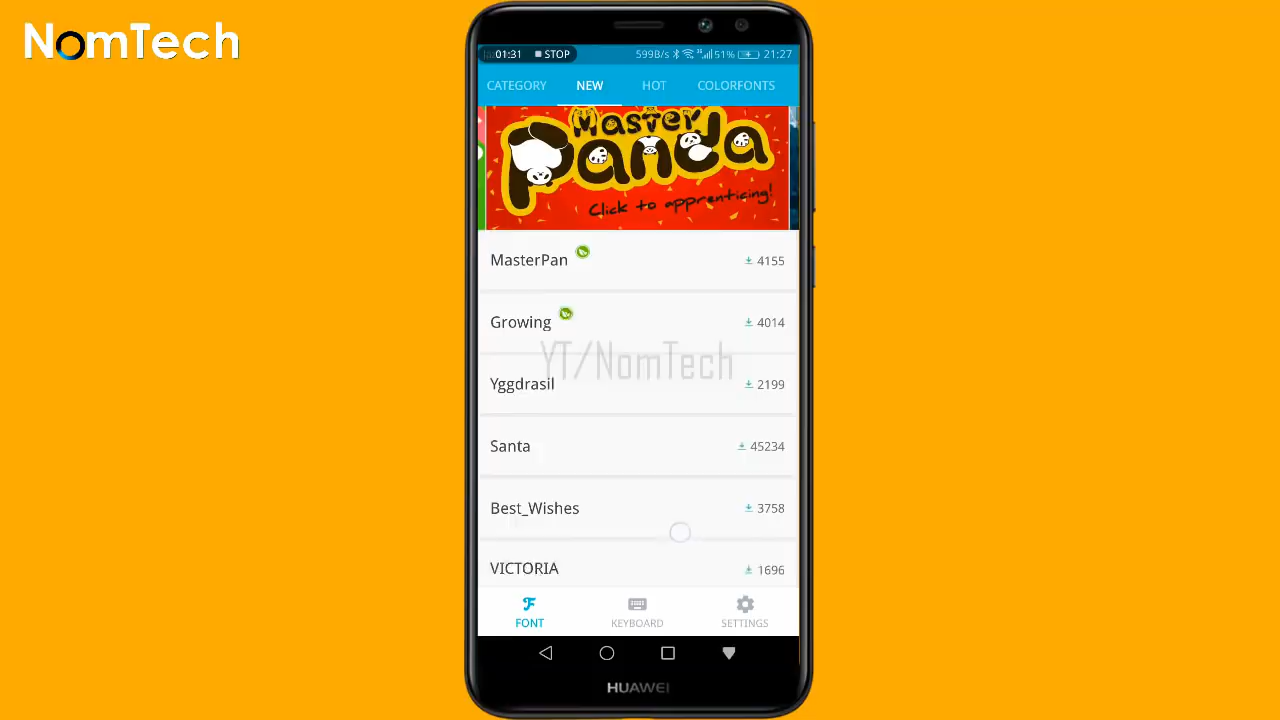 NomTech
01:31 STOP 599B/s 51% 21:27
CATEGORY NEW HOT COLORFONTS
Master
Panda
Click to apprenticing!
MasterPan 4155
Growing 4014
YT/NomTech
Yggdrasil 2199
Santa 45234
Best_Wishes 3758
VICTORIA 1696
FONT KEYBOARD SETTINGS
HUAWEI